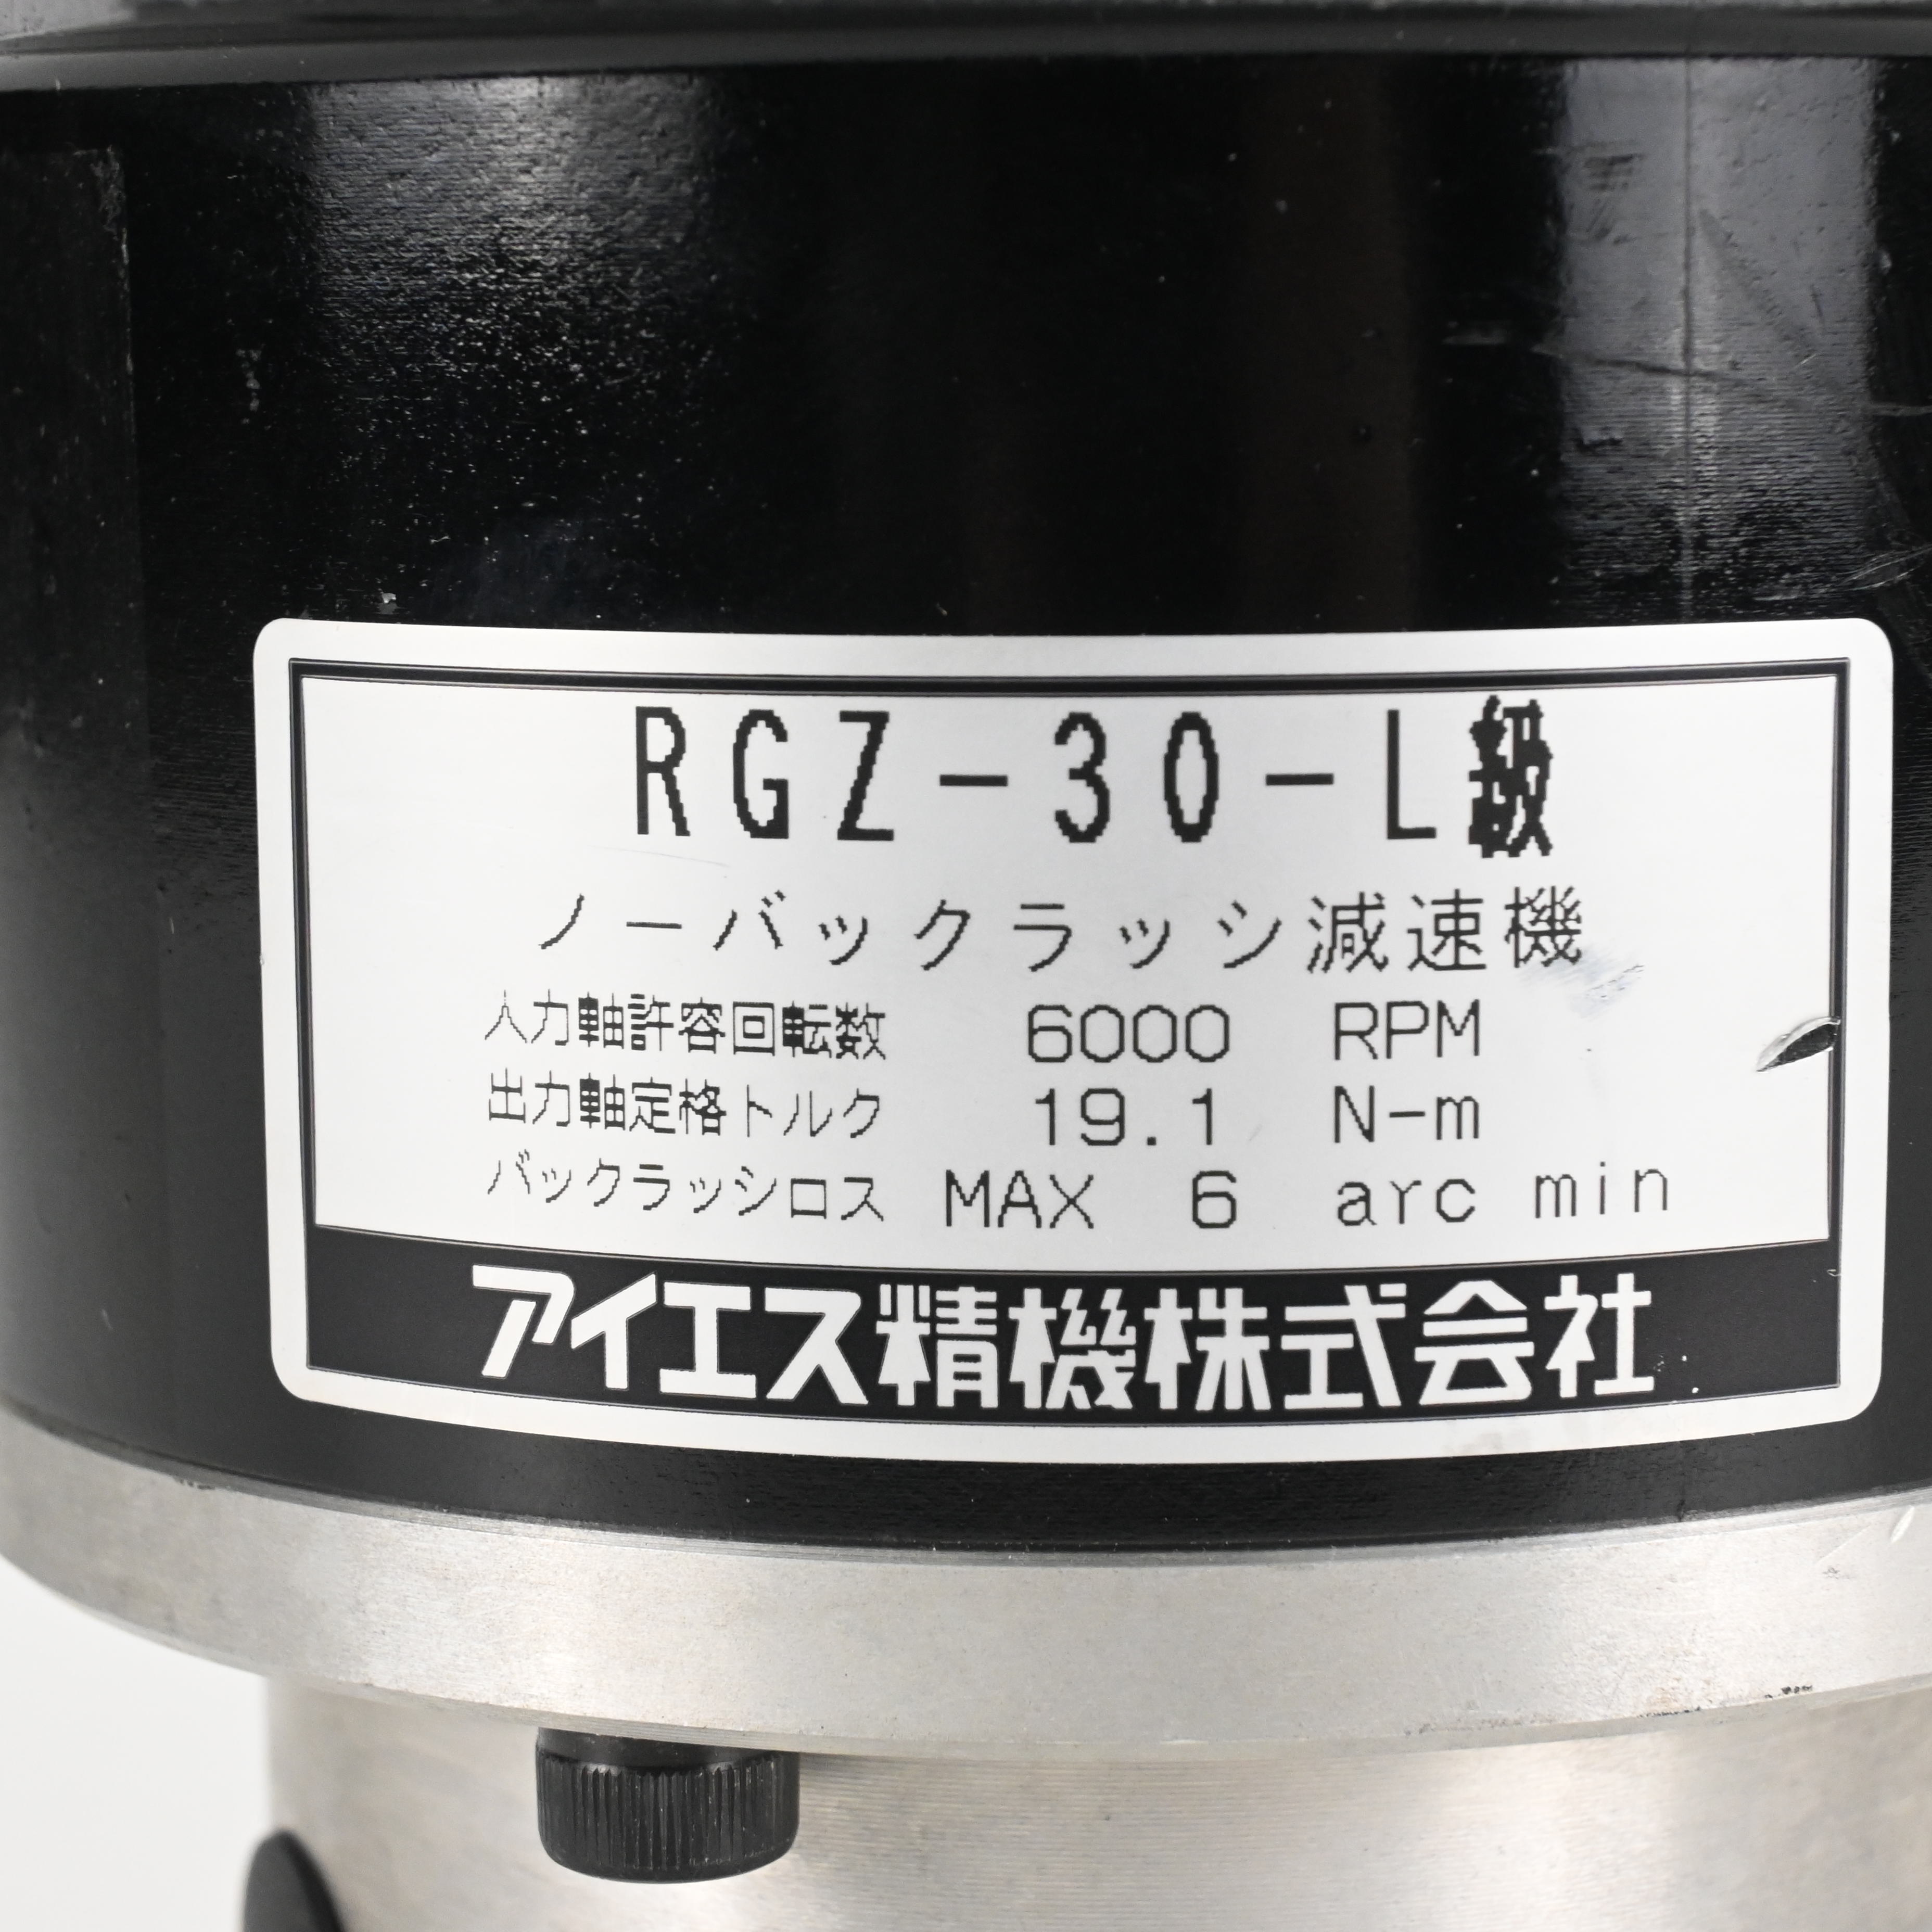 RGZ-30-L級
ノーバックラッシ減速機
入力軸許容回転数 6000 RPM
出力軸定格トルク 19.1 N-m
バックラッシロス MAX 6 arc min
アイエス精機株式会社